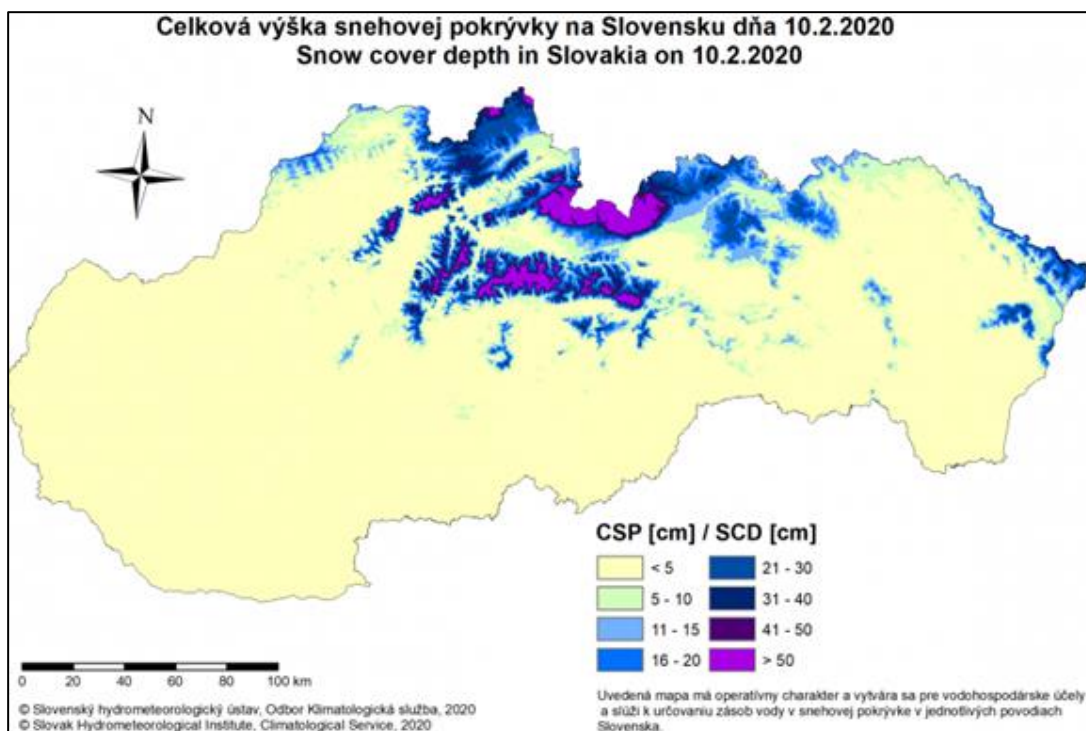 Celková výška snehovej pokrývky na Slovensku dňa 10.2.2020
Snow cover depth in Slovakia on 10.2.2020
N
CSP [cm] / SCD [cm]
< 5
21 - 30
5 - 10
31 - 40
11 - 15
41 - 50
16 - 20
> 50
0 20 40 60 80 100 km
© Slovenský hydrometeorologický ústav, Odbor Klimatologická služba, 2020
© Slovak Hydrometeorological Institute, Climatological Service, 2020
Uvedená mapa má operatívny charakter a vytvára sa pre vodohospodárske účely
a slúži k určovaniu zásob vody v snehovej pokrývke v jednotlivých povodiach
Slovenska.